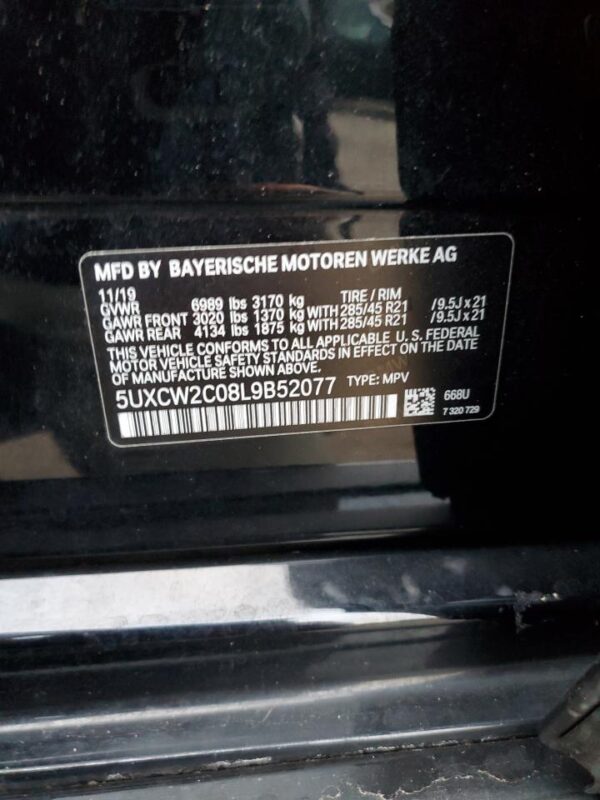 MFD BY BAYERISCHE MOTOREN WERKE AG
11/19 TIRE / RIM
GVWR 6989 lbs 3170 kg
GAWR FRONT 3020 lbs 1370 kg WITH 285/45 R21 /9.5J x 21
GAWR REAR 4134 lbs 1875 kg WITH 285/45 R21 /9.5J x 21
THIS VEHICLE CONFORMS TO ALL APPLICABLE U. S. FEDERAL
MOTOR VEHICLE SAFETY STANDARDS IN EFFECT ON THE DATE
OF MANUFACTURE SHOWN ABOVE.
5UXCW2C08L9B52077 TYPE: MPV
668U
7 320 729